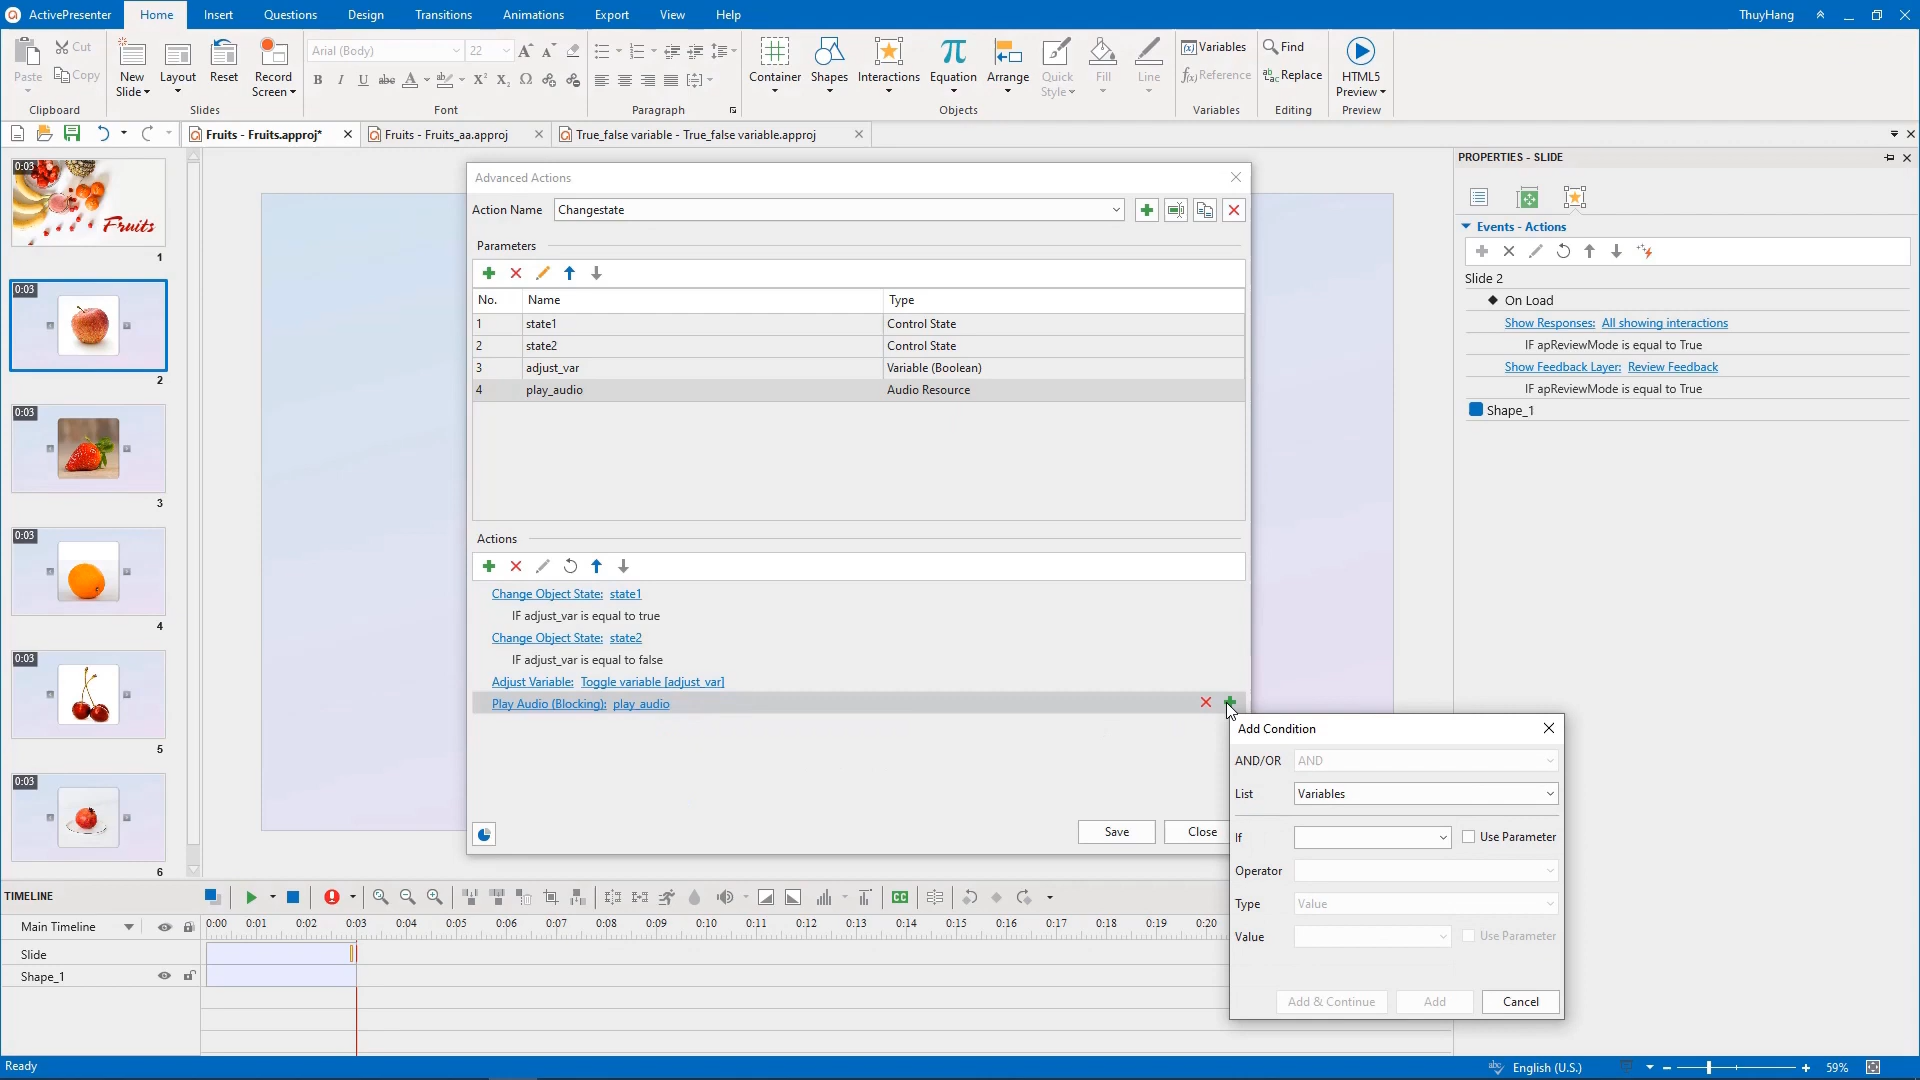 ActivePresenter Home Insert Questions Design Transitions Animations Export View Help ThuyHang
Paste Cut Copy Clipboard
New Slide Layout Reset Record Screen Slides
Arial (Body) 22 Font
Paragraph
Container Shapes Interactions Equation Arrange Quick Style Fill Line Objects
(x) Variables Reference Variables
Find Replace Editing
HTML5 Preview Preview
Fruits - Fruits.approj* Fruits - Fruits_aa.approj True_false variable - True_false variable.approj
0:03
Fruits
1
0:03
2
0:03
3
0:03
4
0:03
5
0:03
6
Advanced Actions
Action Name Changestate
Parameters
No. Name Type
1 state1 Control State
2 state2 Control State
3 adjust_var Variable (Boolean)
4 play_audio Audio Resource
Actions
Change Object State: state1
IF adjust_var is equal to true
Change Object State: state2
IF adjust_var is equal to false
Adjust Variable: Toggle variable [adjust_var]
Play Audio (Blocking): play_audio
Save Close
Add Condition
AND/OR AND
List Variables
If Use Parameter
Operator
Type Value
Value Use Parameter
Add & Continue Add Cancel
PROPERTIES - SLIDE
Events - Actions
Slide 2
On Load
Show Responses: All showing interactions
IF apReviewMode is equal to True
Show Feedback Layer: Review Feedback
IF apReviewMode is equal to True
Shape_1
TIMELINE
CC
Main Timeline 0:00 0:01 0:02 0:03 0:04 0:05 0:06 0:07 0:08 0:09 0:10 0:11 0:12 0:13 0:14 0:15 0:16 0:17 0:18 0:19 0:20
Slide
Shape_1
Ready English (U.S.) 59%